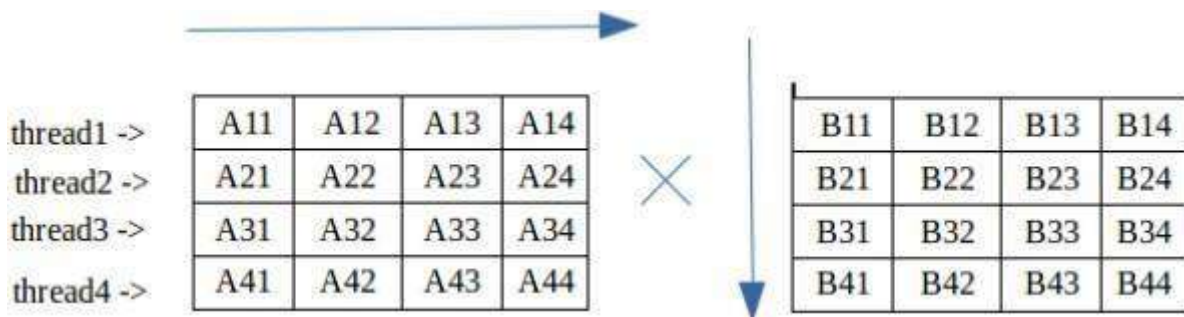 thread1 -> A11 A12 A13 A14 B11 B12 B13 B14
thread2 -> A21 A22 A23 A24 B21 B22 B23 B24
thread3 -> A31 A32 A33 A34 B31 B32 B33 B34
thread4 -> A41 A42 A43 A44 B41 B42 B43 B44